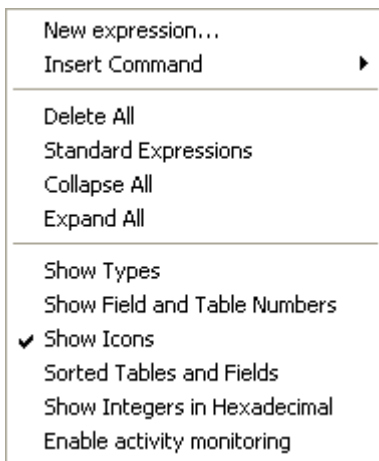 New expression...
Insert Command
Delete All
Standard Expressions
Collapse All
Expand All
Show Types
Show Field and Table Numbers
Show Icons
Sorted Tables and Fields
Show Integers in Hexadecimal
Enable activity monitoring